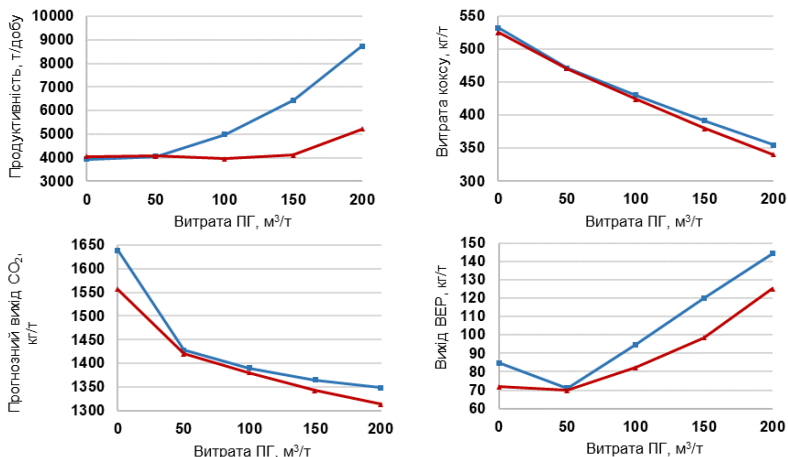 Продуктивність, т/добу
10000
9000
8000
7000
6000
5000
4000
3000
0 50 100 150 200
Витрата ПГ, м³/т
Витрата коксу, кг/т
550
500
450
400
350
300
0 50 100 150 200
Витрата ПГ, м³/т
Прогнозний вихід CO₂,
кг/т
1650
1600
1550
1500
1450
1400
1350
1300
0 50 100 150 200
Витрата ПГ, м³/т
Вихід ВЕР, кг/т
150
140
130
120
110
100
90
80
70
60
0 50 100 150 200
Витрата ПГ, м³/т